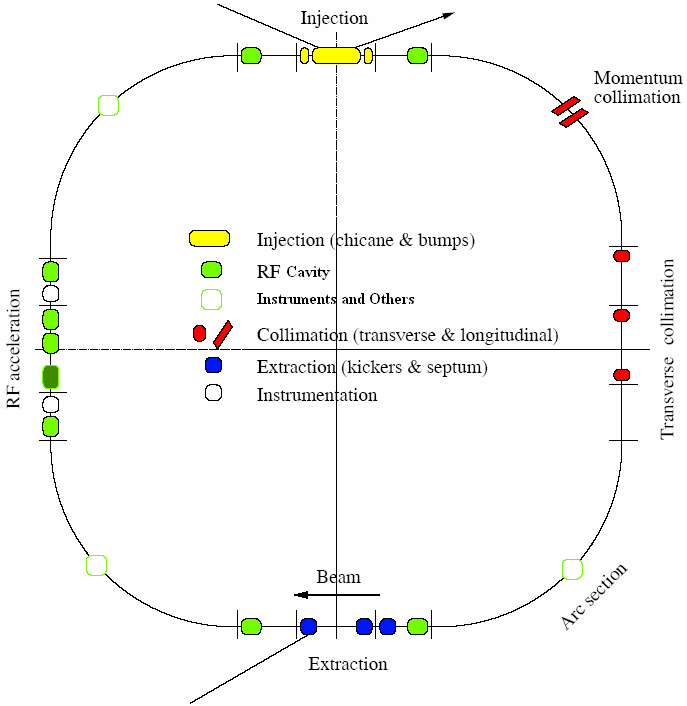 Injection
Momentum
collimation
Injection (chicane & bumps)
RF Cavity
Instruments and Others
Collimation (transverse & longitudinal)
Extraction (kickers & septum)
Instrumentation
RF acceleration
Transverse collimation
Beam
Arc section
Extraction